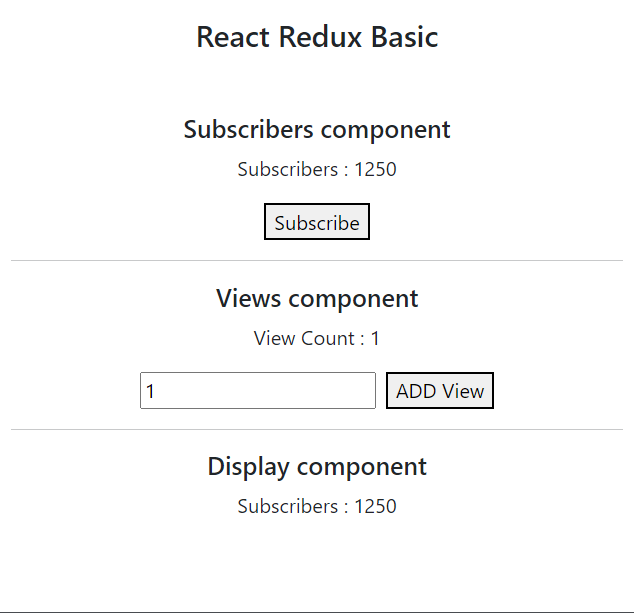 React Redux Basic
Subscribers component
Subscribers : 1250
Subscribe
Views component
View Count : 1
1 ADD View
Display component
Subscribers : 1250